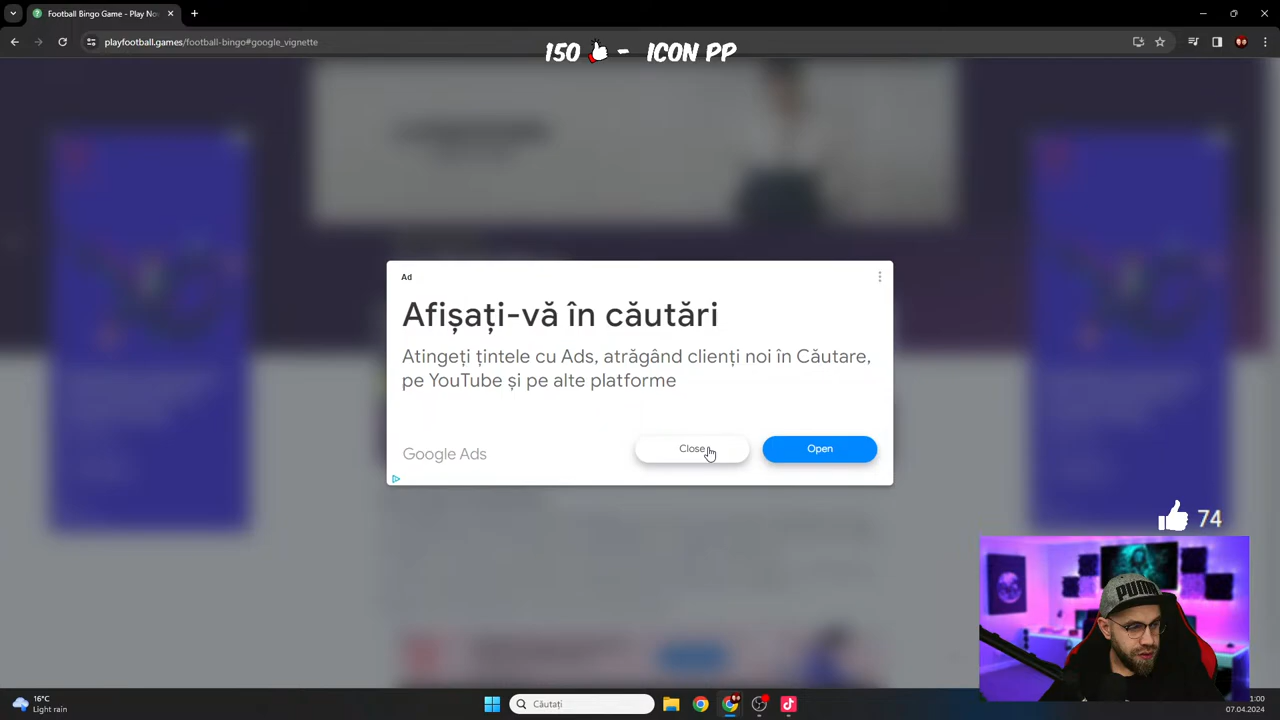 Football Bingo Game - Play No
playfootball.games/football-bingo#google_vignette
150 - ICON PP
Ad
Afișați-vă în căutări
Atingeți țintele cu Ads, atrăgând clienți noi în Căutare,
pe YouTube și pe alte platforme
Close
Open
Google Ads
74
PUMA
16°C
Light rain
Căutați
1:00
07.04.2024